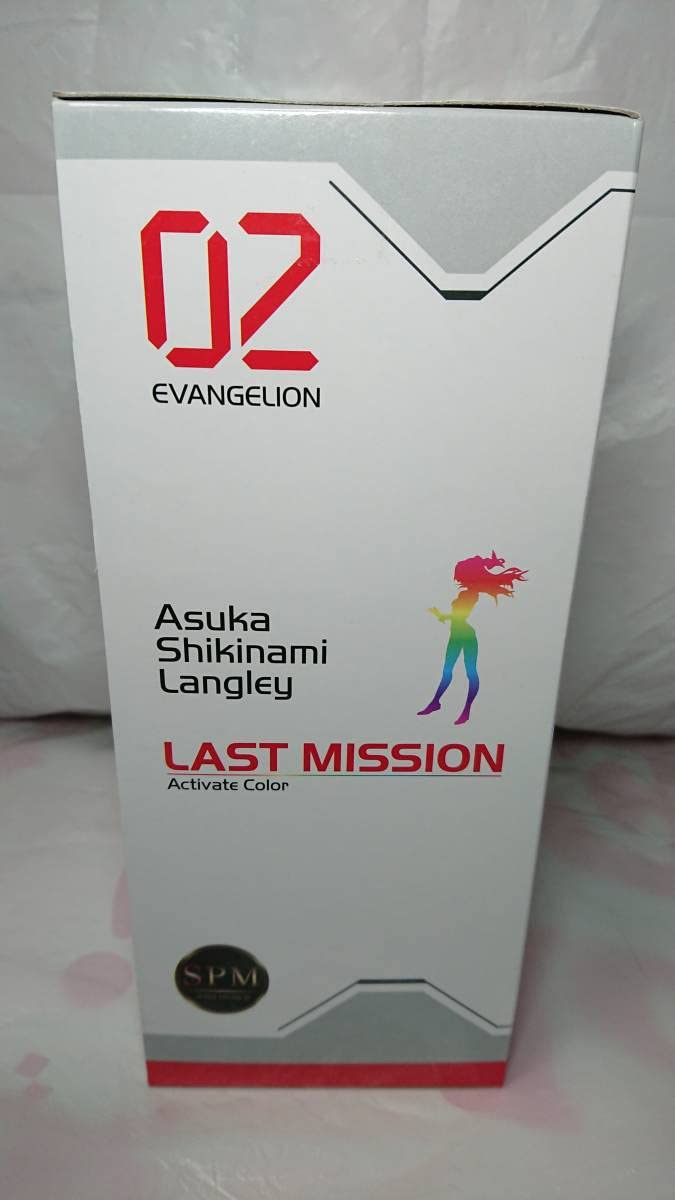 02
EVANGELION
Asuka
Shikinami
Langley
LAST MISSION
Activate Color
SPM